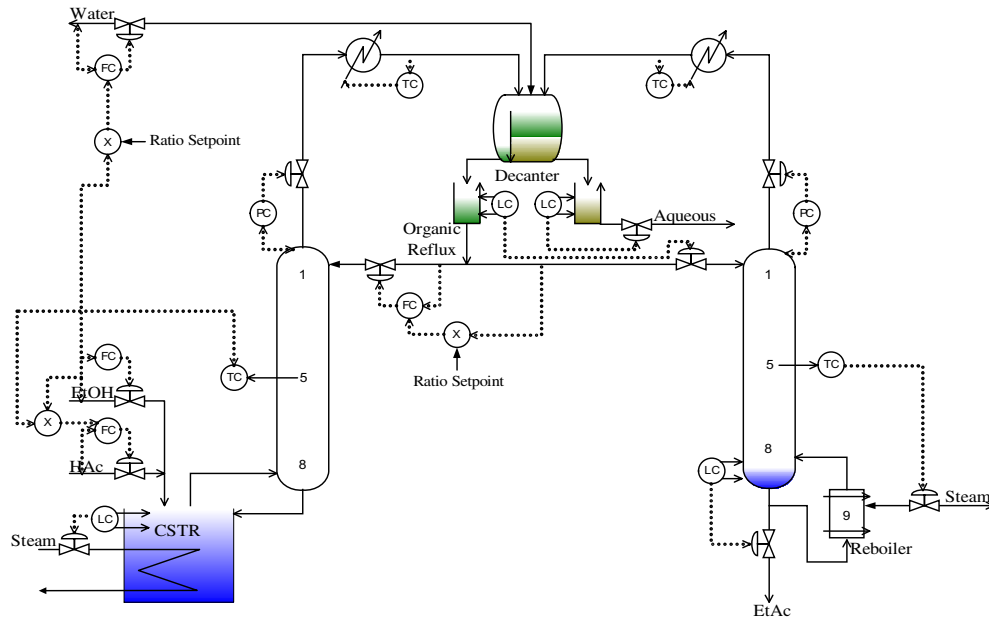 Water
FC
X
Ratio Setpoint
TC
TC
Decanter
PC
LC
LC
PC
Organic
Reflux
Aqueous
1
1
FC
X
Ratio Setpoint
FC
TC
5
5
TC
EtOH
X
FC
HAc
8
8
LC
LC
CSTR
Steam
Steam
9
Reboiler
EtAc